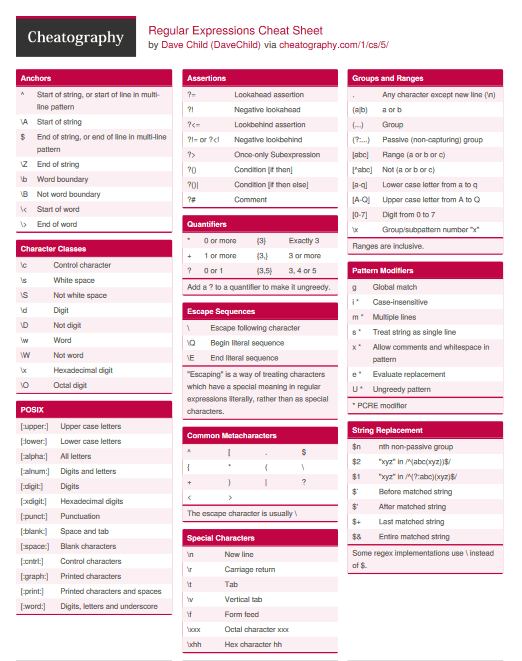 Cheatography
Regular Expressions Cheat Sheet
by Dave Child (DaveChild) via cheatography.com/1/cs/5/
Anchors
^ Start of string, or start of line in multi-
line pattern
\A Start of string
$ End of string, or end of line in multi-line
pattern
\Z End of string
\b Word boundary
\B Not word boundary
\< Start of word
\> End of word
Character Classes
\c Control character
\s White space
\S Not white space
\d Digit
\D Not digit
\w Word
\W Not word
\x Hexadecimal digit
\O Octal digit
POSIX
[:upper:] Upper case letters
[:lower:] Lower case letters
[:alpha:] All letters
[:alnum:] Digits and letters
[:digit:] Digits
[:xdigit:] Hexadecimal digits
[:punct:] Punctuation
[:blank:] Space and tab
[:space:] Blank characters
[:cntrl:] Control characters
[:graph:] Printed characters
[:print:] Printed characters and spaces
[:word:] Digits, letters and underscore
Assertions
?= Lookahead assertion
?! Negative lookahead
?<= Lookbehind assertion
?!= or ?<! Negative lookbehind
?> Once-only Subexpression
?() Condition [if then]
?()| Condition [if then else]
?# Comment
Quantifiers
* 0 or more {3} Exactly 3
+ 1 or more {3,} 3 or more
? 0 or 1 {3,5} 3, 4 or 5
Add a ? to a quantifier to make it ungreedy.
Escape Sequences
\ Escape following character
\Q Begin literal sequence
\E End literal sequence
"Escaping" is a way of treating characters
which have a special meaning in regular
expressions literally, rather than as special
characters.
Common Metacharacters
^ [ . $
{ * ( \
+ ) | ?
< >
The escape character is usually \
Special Characters
\n New line
\r Carriage return
\t Tab
\v Vertical tab
\f Form feed
\xxx Octal character xxx
\xhh Hex character hh
Groups and Ranges
. Any character except new line (\n)
(a|b) a or b
(...) Group
(?:...) Passive (non-capturing) group
[abc] Range (a or b or c)
[^abc] Not (a or b or c)
[a-q] Lower case letter from a to q
[A-Q] Upper case letter from A to Q
[0-7] Digit from 0 to 7
\x Group/subpattern number "x"
Ranges are inclusive.
Pattern Modifiers
g Global match
i * Case-insensitive
m * Multiple lines
s * Treat string as single line
x * Allow comments and whitespace in
pattern
e * Evaluate replacement
U * Ungreedy pattern
* PCRE modifier
String Replacement
$n nth non-passive group
$2 "xyz" in /^(abc(xyz))$/
$1 "xyz" in /^(?:abc)(xyz)$/
$` Before matched string
$' After matched string
$+ Last matched string
$& Entire matched string
Some regex implementations use \ instead
of $.